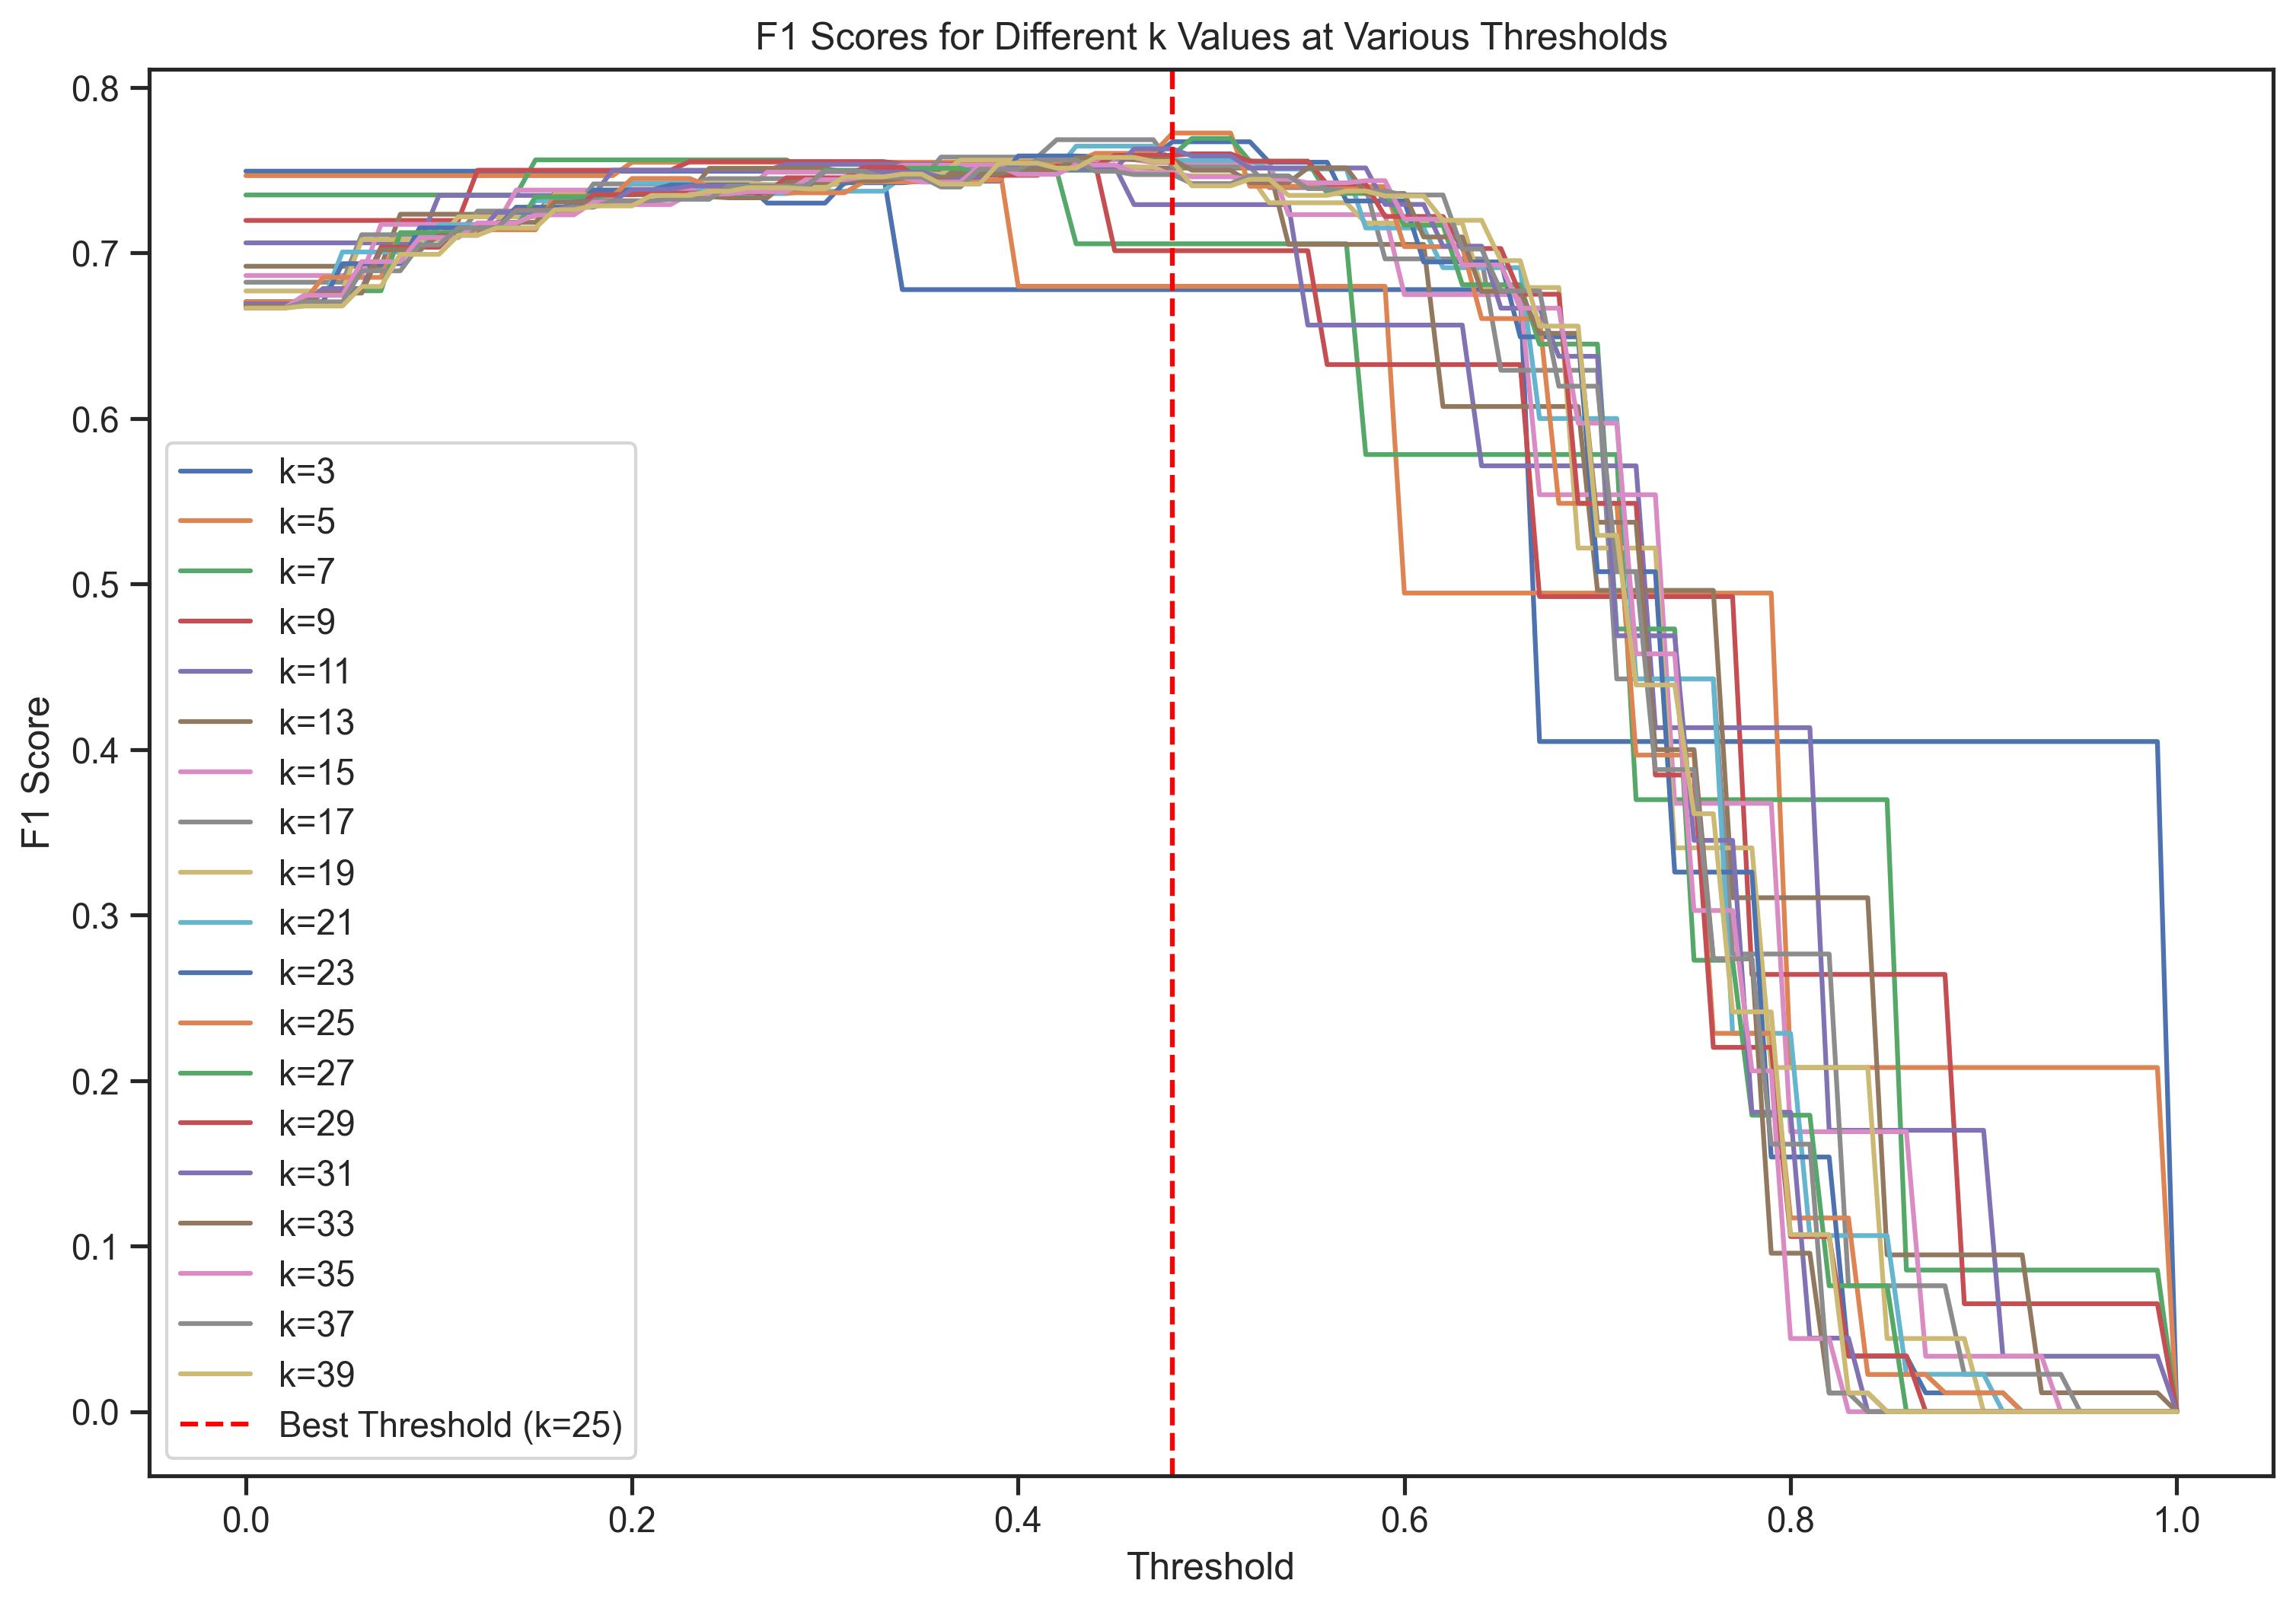 F1 Scores for Different k Values at Various Thresholds
F1 Score
0.8
0.7
0.6
0.5
0.4
0.3
0.2
0.1
0.0
k=3
k=5
k=7
k=9
k=11
k=13
k=15
k=17
k=19
k=21
k=23
k=25
k=27
k=29
k=31
k=33
k=35
k=37
k=39
Best Threshold (k=25)
0.0 0.2 0.4 0.6 0.8 1.0
Threshold